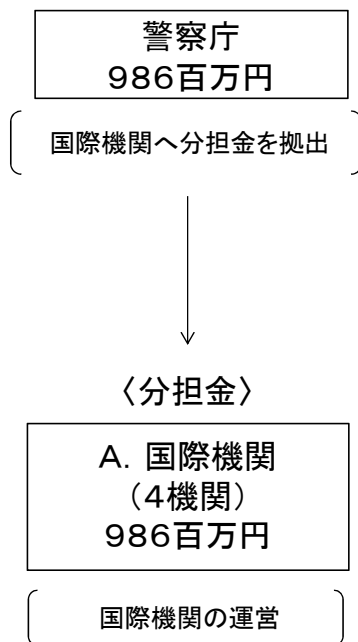 警察庁
986百万円
国際機関へ分担金を拠出
〈分担金〉
A. 国際機関
（4機関）
986百万円
国際機関の運営